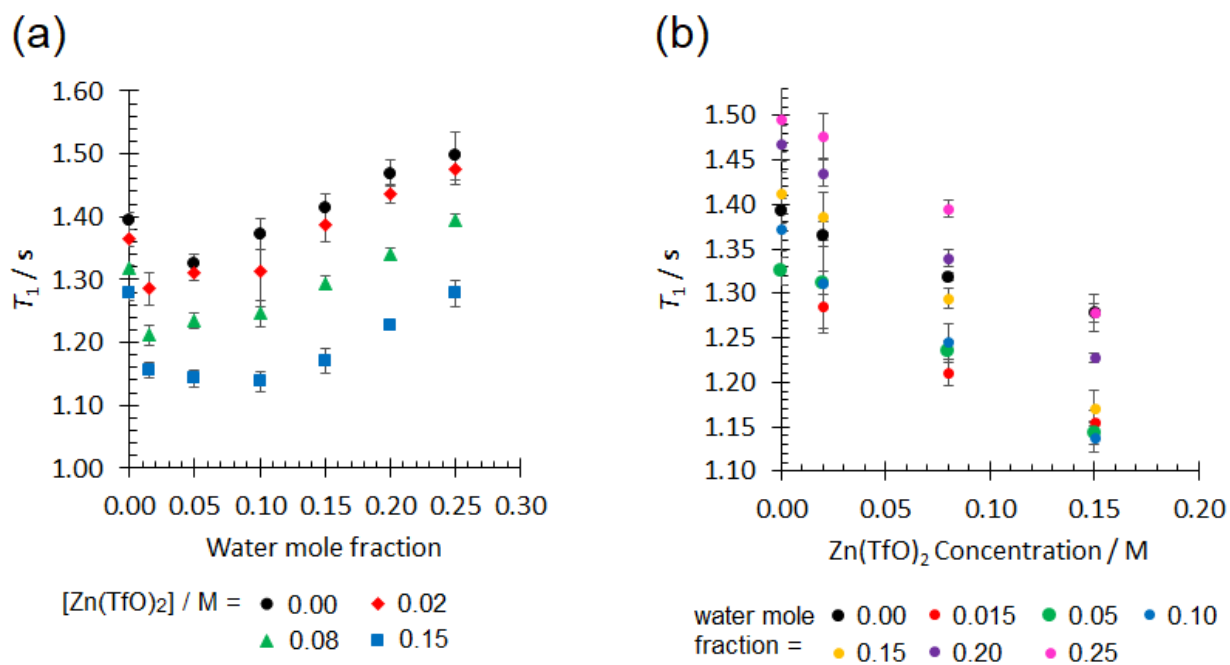 (a)
(b)
T1 / s
1.60
1.50
1.40
1.30
1.20
1.10
1.00
0.00 0.05 0.10 0.15 0.20 0.25 0.30
Water mole fraction
[Zn(TfO)2] / M = 0.00 0.02
0.08 0.15
T1 / s
1.50
1.45
1.40
1.35
1.30
1.25
1.20
1.15
1.10
0.00 0.05 0.10 0.15 0.20
Zn(TfO)2 Concentration / M
water mole 0.00 0.015 0.05 0.10
fraction = 0.15 0.20 0.25